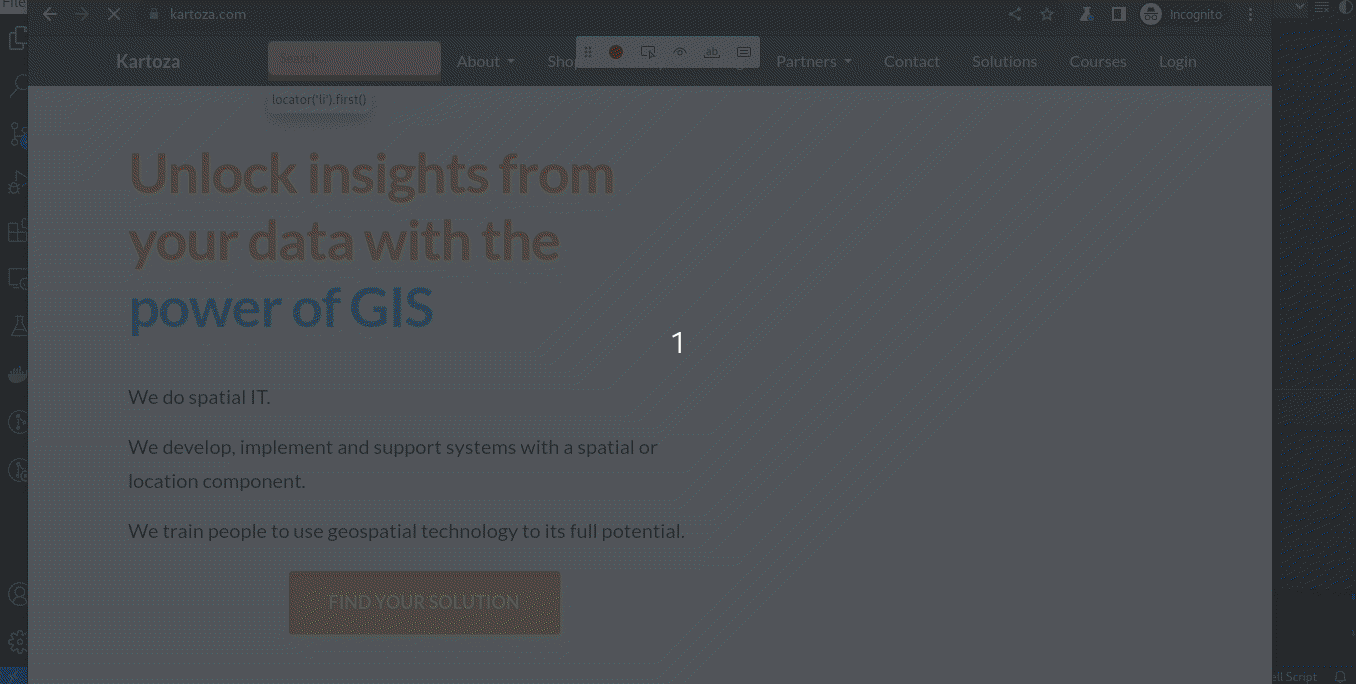 File
kartoza.com
Incognito
Kartoza
Search...
About
Partners
Contact
Solutions
Courses
Login
locator('li').first()
Unlock insights from
your data with the
power of GIS
1
We do spatial IT.
We develop, implement and support systems with a spatial or
location component.
We train people to use geospatial technology to its full potential.
FIND YOUR SOLUTION
ell Script